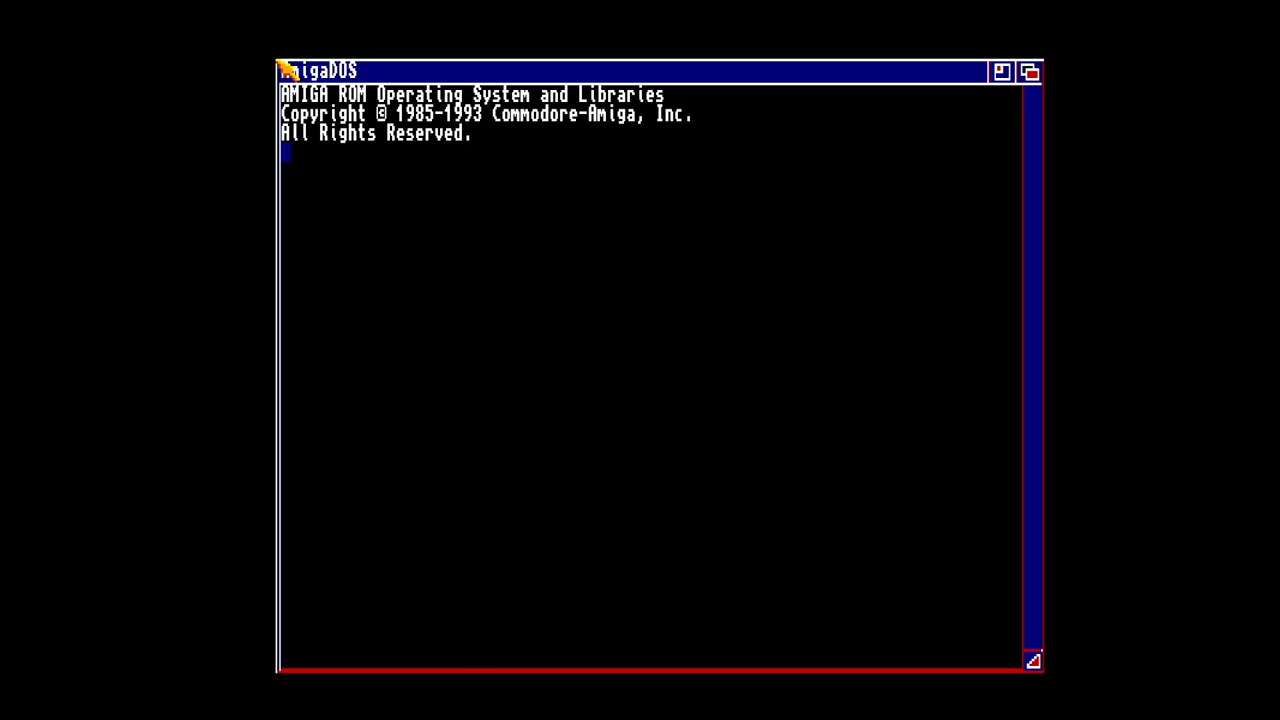 AmigaDOS
AMIGA ROM Operating System and Libraries
Copyright © 1985-1993 Commodore-Amiga, Inc.
All Rights Reserved.